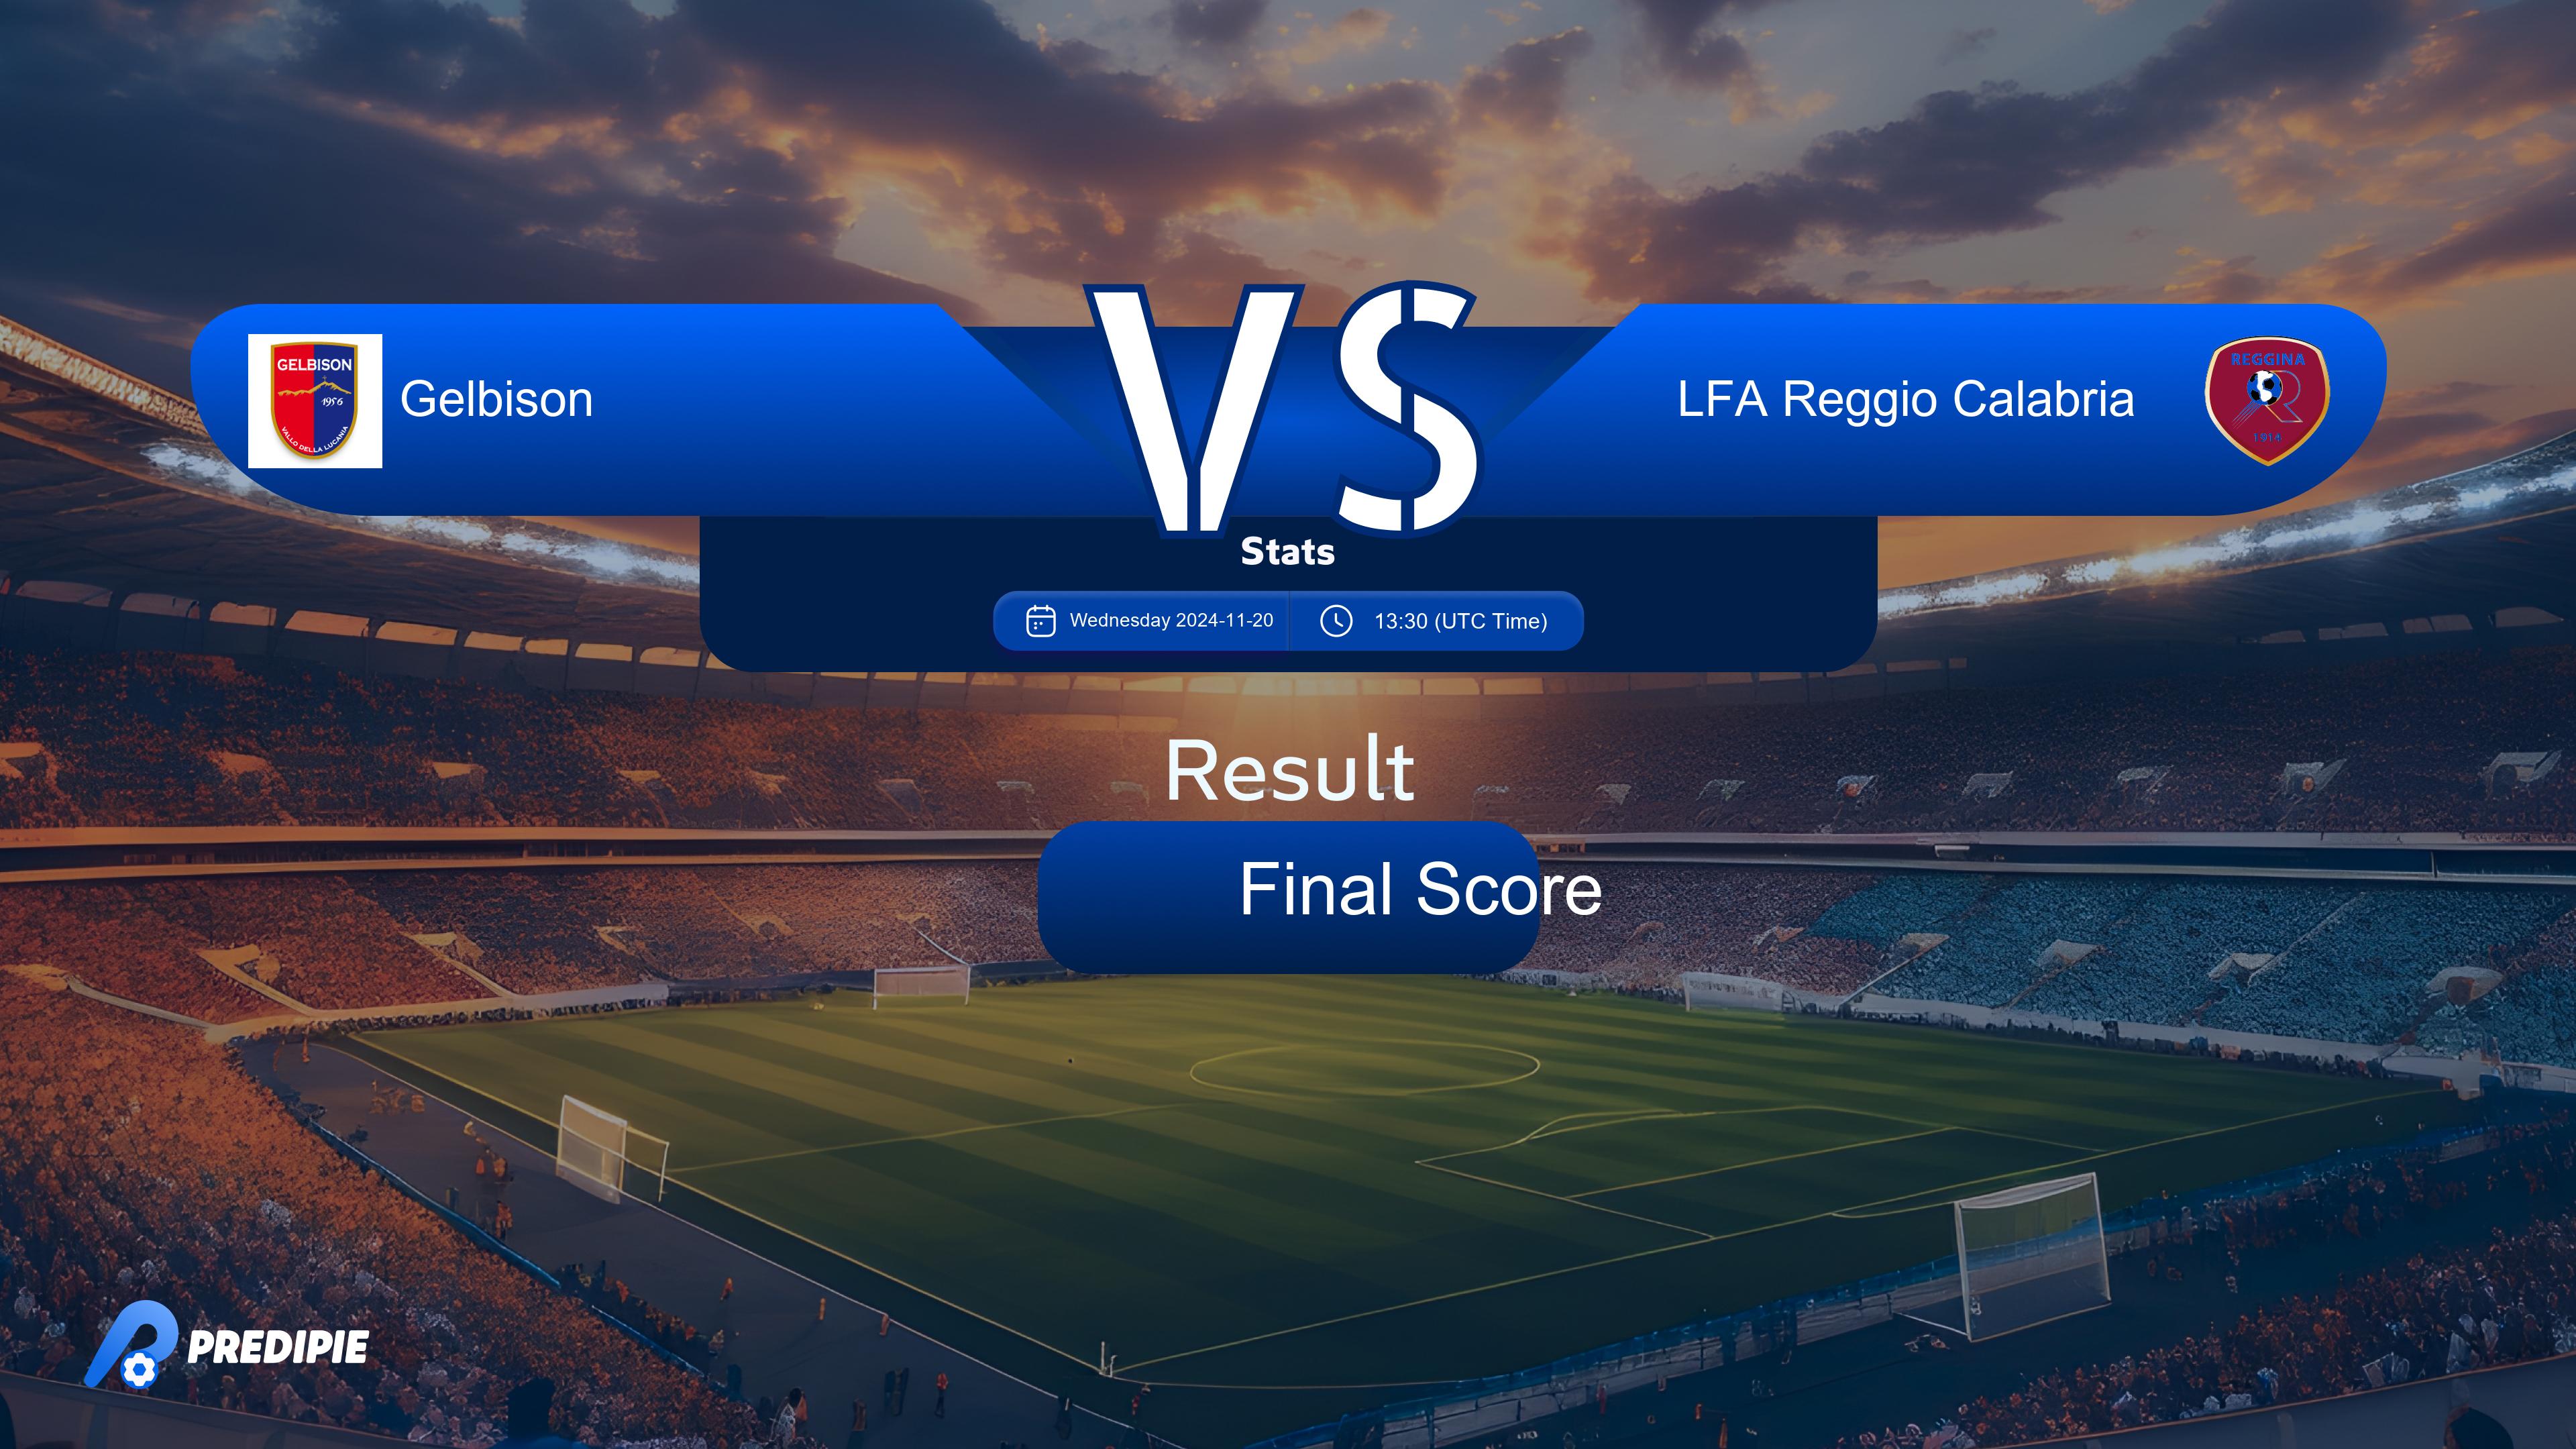 VS
GELBISON
1956
VALLO DELLA LUCANIA
Gelbison
LFA Reggio Calabria
REGGINA
R
1914
Stats
Wednesday 2024-11-20
13:30 (UTC Time)
Result
Final Score
PREDIPIE